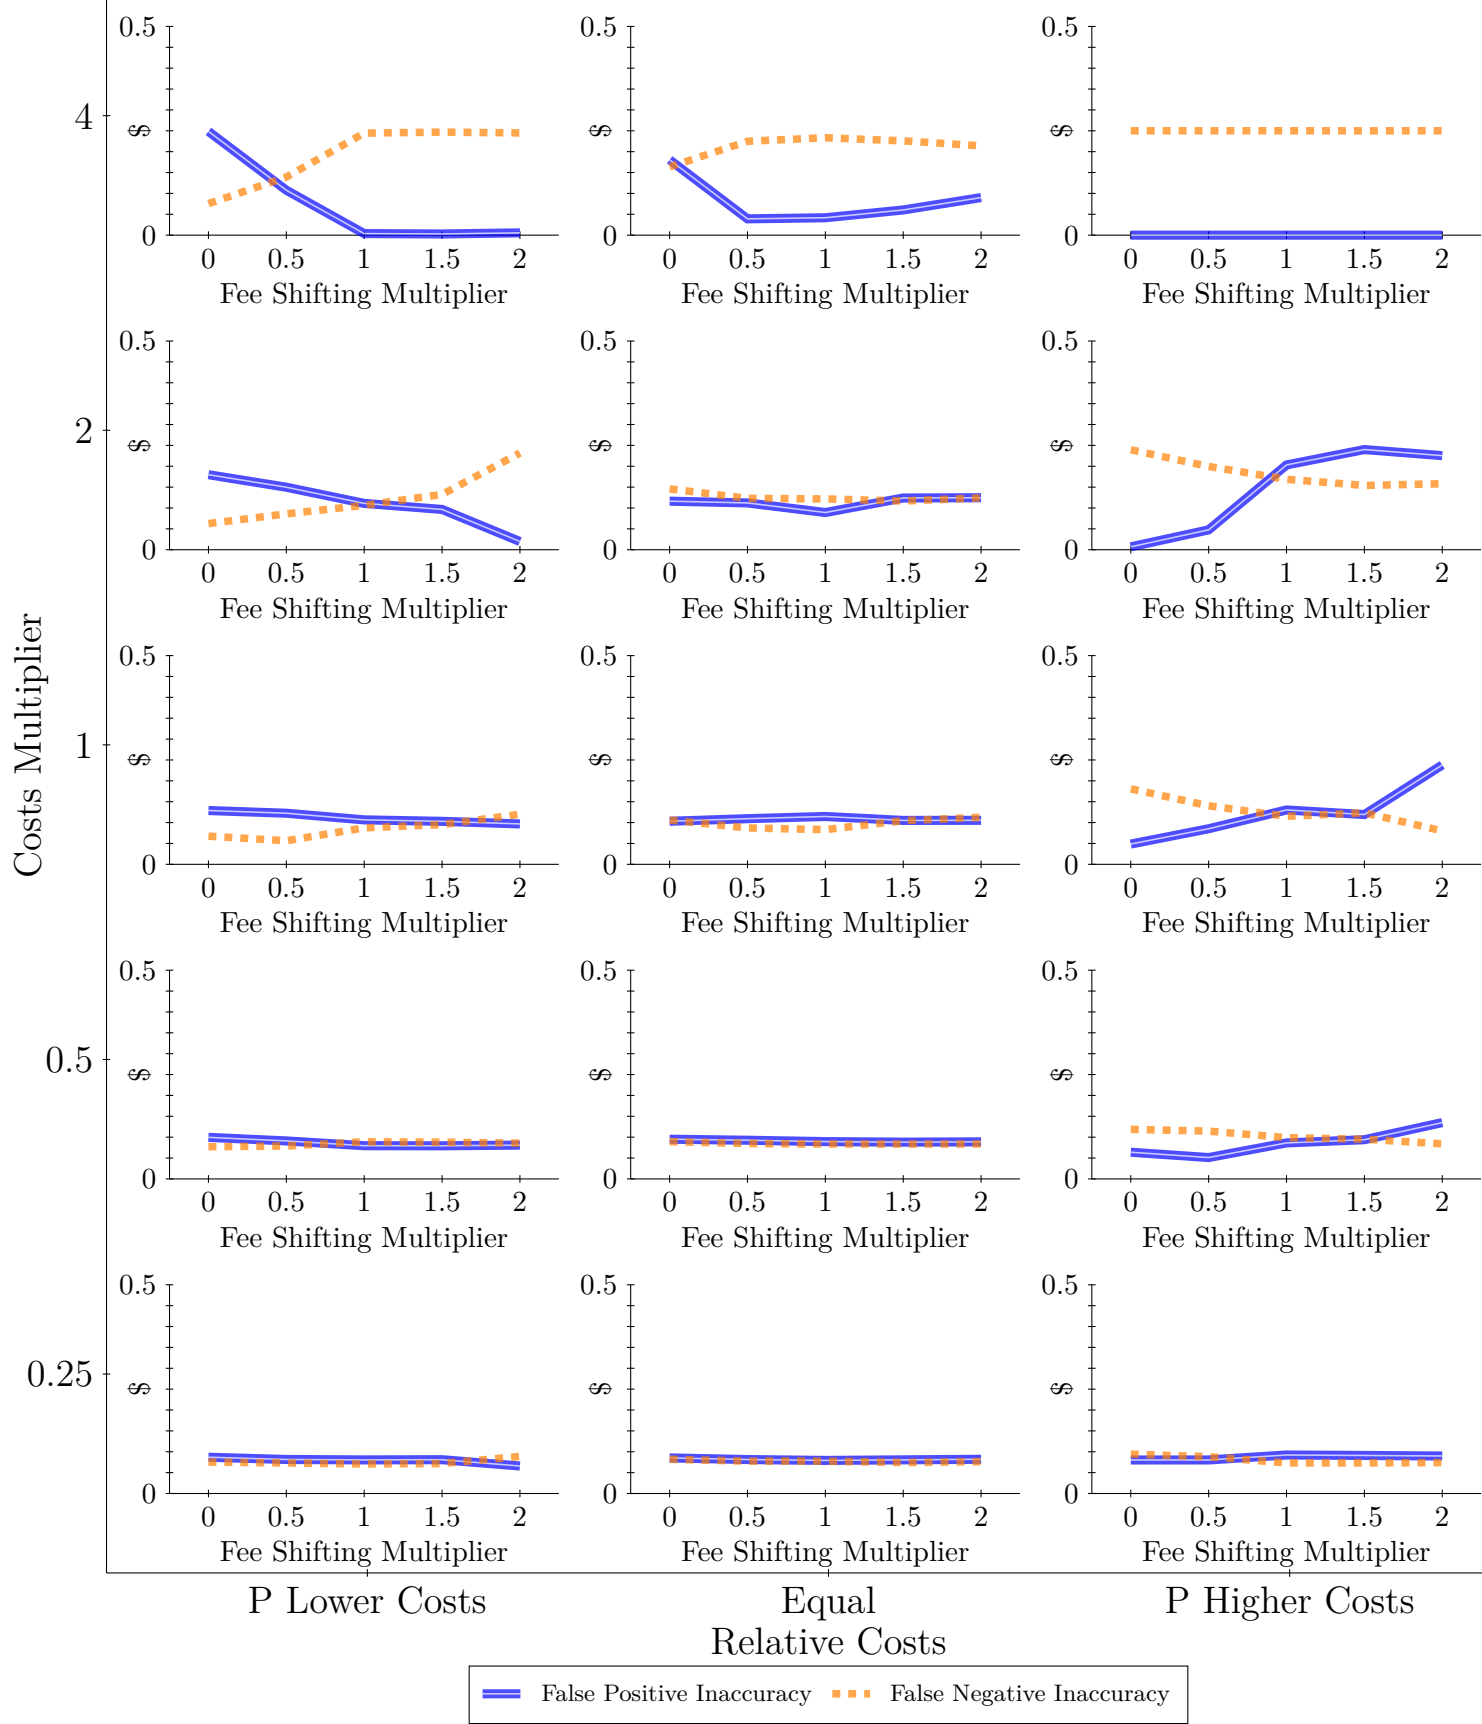 Costs Multiplier
4
0.5
$
0
0 0.5 1 1.5 2
Fee Shifting Multiplier
0.5
$
0
0 0.5 1 1.5 2
Fee Shifting Multiplier
0.5
$
0
0 0.5 1 1.5 2
Fee Shifting Multiplier
2
0.5
$
0
0 0.5 1 1.5 2
Fee Shifting Multiplier
0.5
$
0
0 0.5 1 1.5 2
Fee Shifting Multiplier
0.5
$
0
0 0.5 1 1.5 2
Fee Shifting Multiplier
1
0.5
$
0
0 0.5 1 1.5 2
Fee Shifting Multiplier
0.5
$
0
0 0.5 1 1.5 2
Fee Shifting Multiplier
0.5
$
0
0 0.5 1 1.5 2
Fee Shifting Multiplier
0.5
0.5
$
0
0 0.5 1 1.5 2
Fee Shifting Multiplier
0.5
$
0
0 0.5 1 1.5 2
Fee Shifting Multiplier
0.5
$
0
0 0.5 1 1.5 2
Fee Shifting Multiplier
0.25
0.5
$
0
0 0.5 1 1.5 2
Fee Shifting Multiplier
0.5
$
0
0 0.5 1 1.5 2
Fee Shifting Multiplier
0.5
$
0
0 0.5 1 1.5 2
Fee Shifting Multiplier
P Lower Costs
Equal
P Higher Costs
Relative Costs
False Positive Inaccuracy
False Negative Inaccuracy